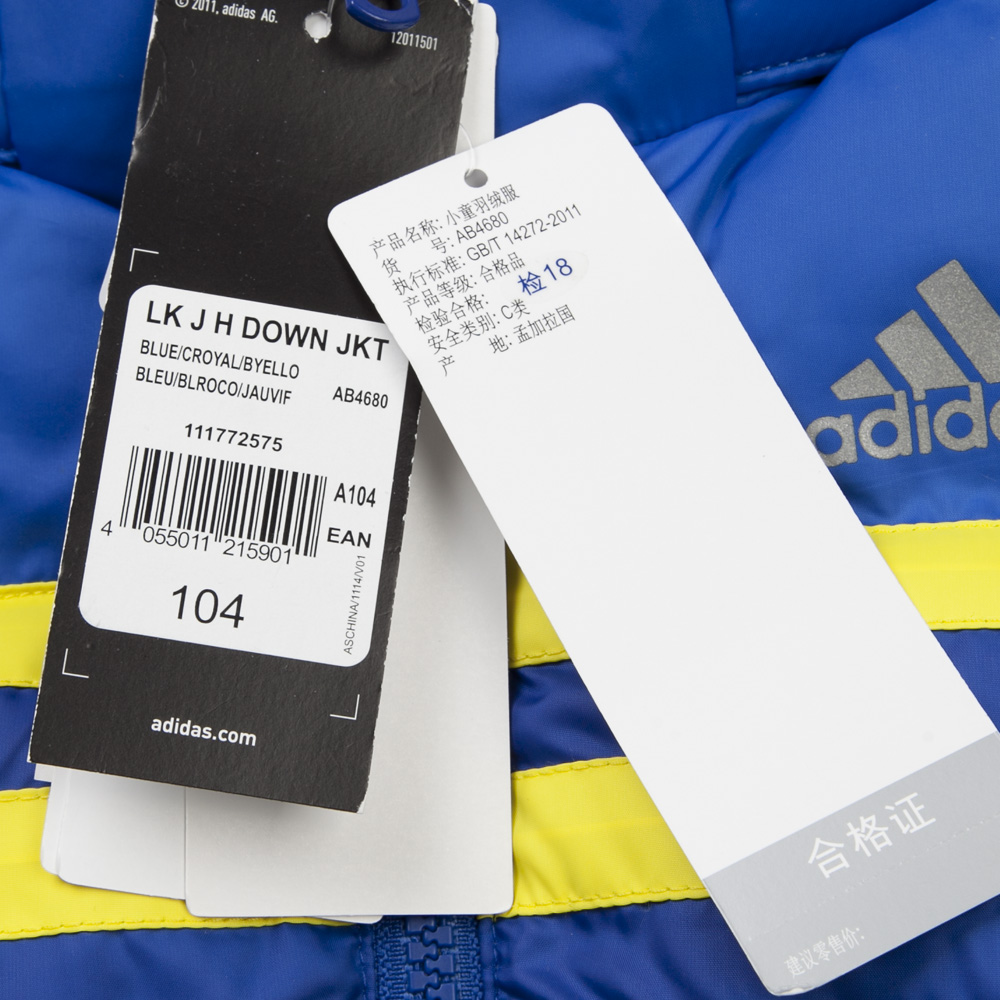 © 2011, adidas AG.
12011501
LK J H DOWN JKT
BLUE/CROYAL/BYELLO
BLEU/BLROCO/JAUVIF AB4680
111772575
A104
4 055011 215901 EAN
104
ASCHINA/1114/V01
adidas.com
产品名称: 小童羽绒服
货 号: AB4680
执行标准: GB/T 14272-2011
产品等级: 合格品
检验合格: 检18
安全类别: C类
产 地: 孟加拉国
合格证
建议零售价:
adidas